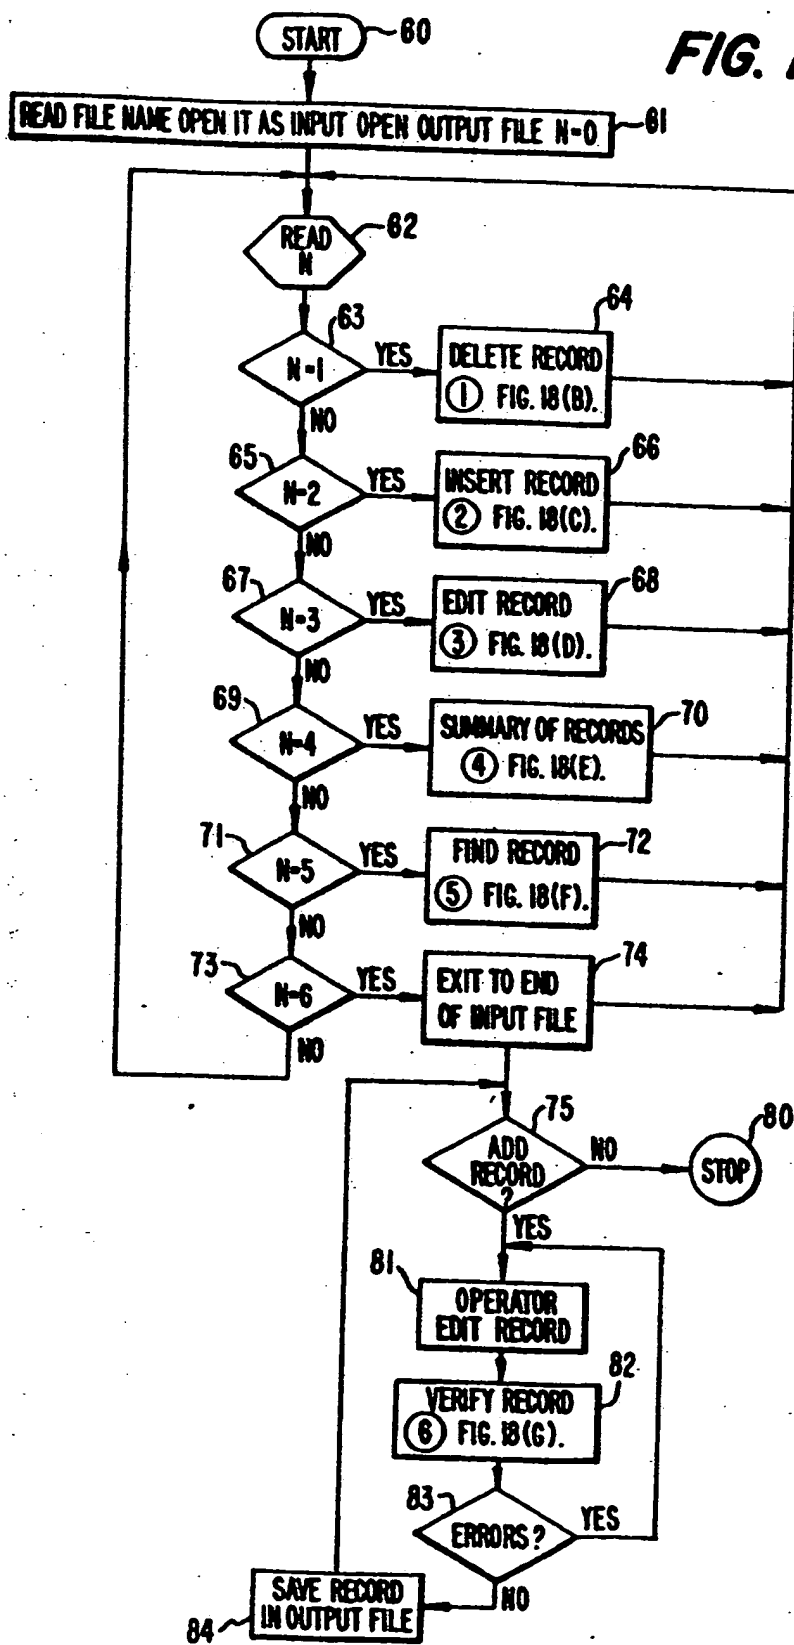 START
60
FIG.
READ FILE NAME OPEN IT AS INPUT OPEN OUTPUT FILE N=0
61
READ
N
62
63
N=1
YES
NO
64
DELETE RECORD
1 FIG. 18(B).
65
N=2
YES
NO
66
INSERT RECORD
2 FIG. 18(C).
67
N=3
YES
NO
68
EDIT RECORD
3 FIG. 18(D).
69
N=4
YES
NO
70
SUMMARY OF RECORDS
4 FIG. 18(E).
71
N=5
YES
NO
72
FIND RECORD
5 FIG. 18(F).
73
N=6
YES
NO
74
EXIT TO END
OF INPUT FILE
75
ADD
RECORD
?
NO
YES
80
STOP
81
OPERATOR
EDIT RECORD
82
VERIFY RECORD
6 FIG. 18(G).
83
ERRORS?
YES
NO
SAVE RECORD
IN OUTPUT FILE
84